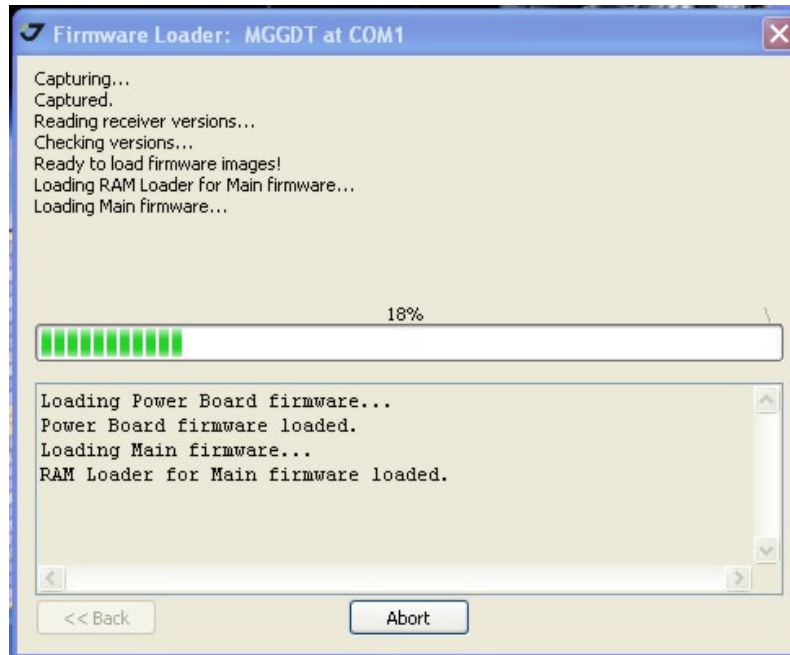 Firmware Loader: MGGDT at COM1
Capturing...
Captured.
Reading receiver versions...
Checking versions...
Ready to load firmware images!
Loading RAM Loader for Main firmware...
Loading Main firmware...
18% \
Loading Power Board firmware...
Power Board firmware loaded.
Loading Main firmware...
RAM Loader for Main firmware loaded.
<< Back Abort